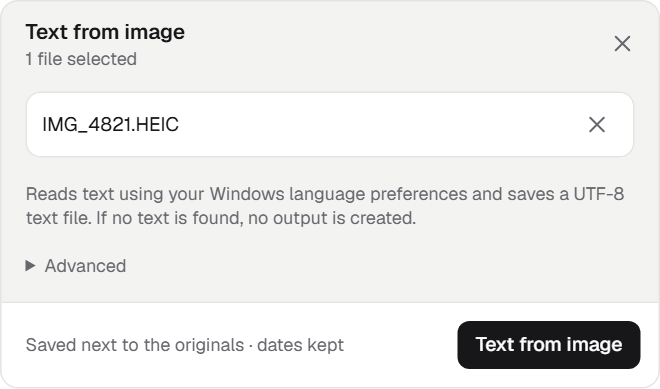 Text from image
1 file selected
IMG_4821.HEIC
Reads text using your Windows language preferences and saves a UTF-8
text file. If no text is found, no output is created.
Advanced
Saved next to the originals · dates kept
Text from image